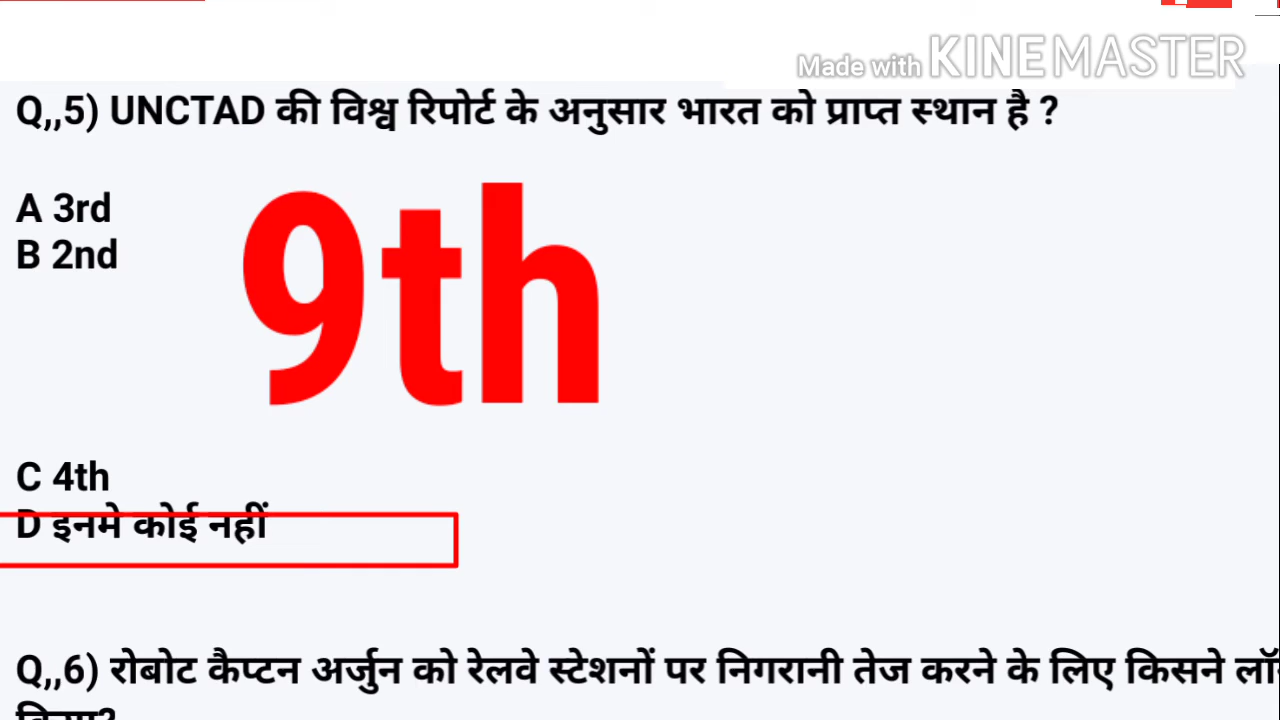 Made with KINEMASTER
Q,,5) UNCTAD की विश्व रिपोर्ट के अनुसार भारत को प्राप्त स्थान है ?
A 3rd
B 2nd
9th
C 4th
D इनमे कोई नहीं
Q,,6) रोबोट कैप्टन अर्जुन को रेलवे स्टेशनों पर निगरानी तेज करने के लिए किसने